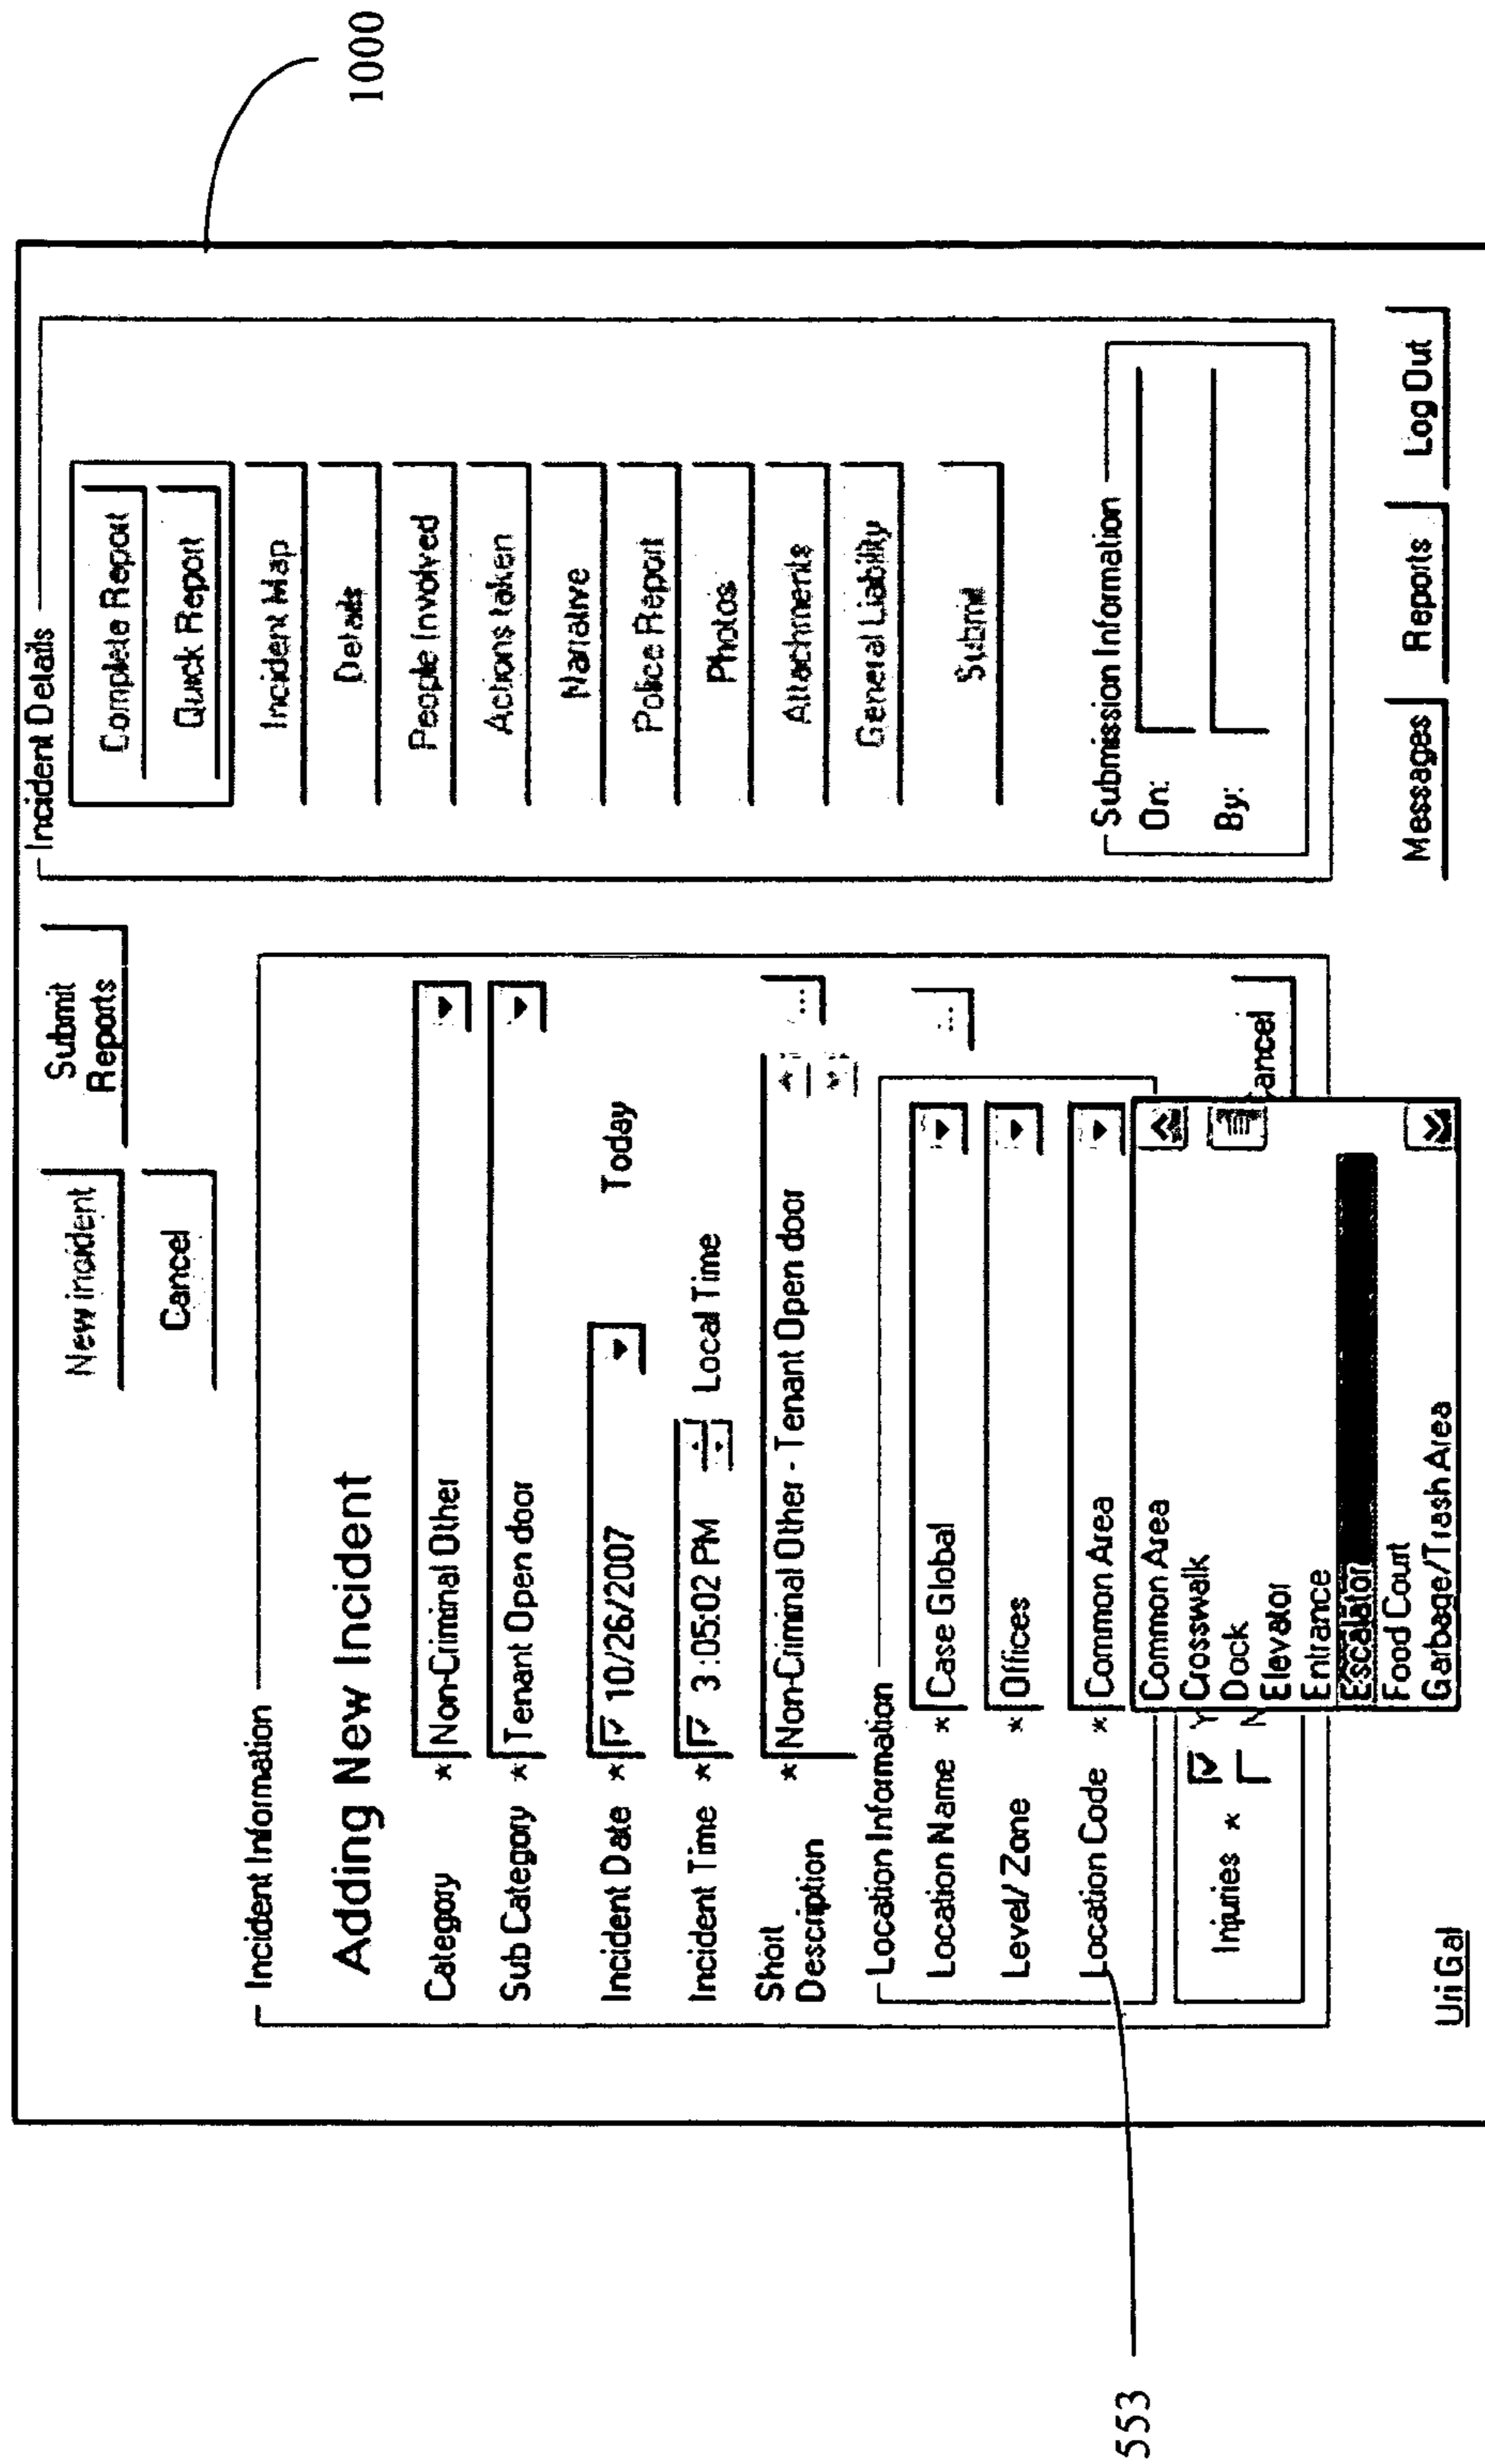 1000
New incident
Submit
Reports
Cancel
Incident Information
Adding New Incident
Category * Non-Criminal Other
Sub Category * Tenant Open door
Incident Date * 10/26/2007 Today
Incident Time * 3:05:02 PM Local Time
Short
Description * Non-Criminal Other - Tenant Open door ...
Location Information
Location Name * Case Global ...
Level/ Zone * Offices
Location Code * Common Area
Common Area
Crosswalk
Dock
Elevator
Entrance
Escalator
Food Court
Garbage/Trash Area
Injuries * Y
N
ancel
Uri Gal
Incident Details
Complete Report
Quick Report
Incident Map
Details
People Involved
Actions taken
Narrative
Police Report
Photos
Attachments
General Liability
Submit
Submission Information
On:
By:
Messages
Reports
Log Out
553